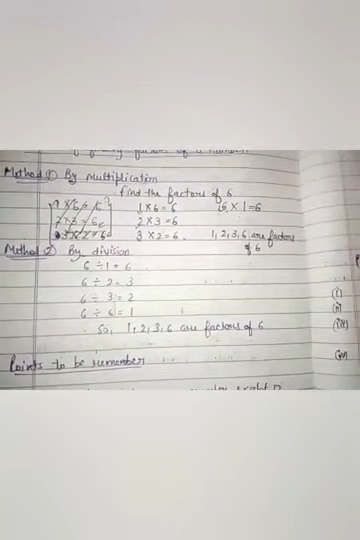 Method ① By multiplication
find the factors of 6
1 x 6 = 6 6 x 1 = 6
2 x 3 = 6
3 x 2 = 6 1, 2, 3, 6 are factors of 6
Method ② By division
6 ÷ 1 = 6
6 ÷ 2 = 3
6 ÷ 3 = 2 (i)
6 ÷ 6 = 1 (ii)
So, 1, 2, 3, 6 are factors of 6 (iii)
Points to be remember (iv)